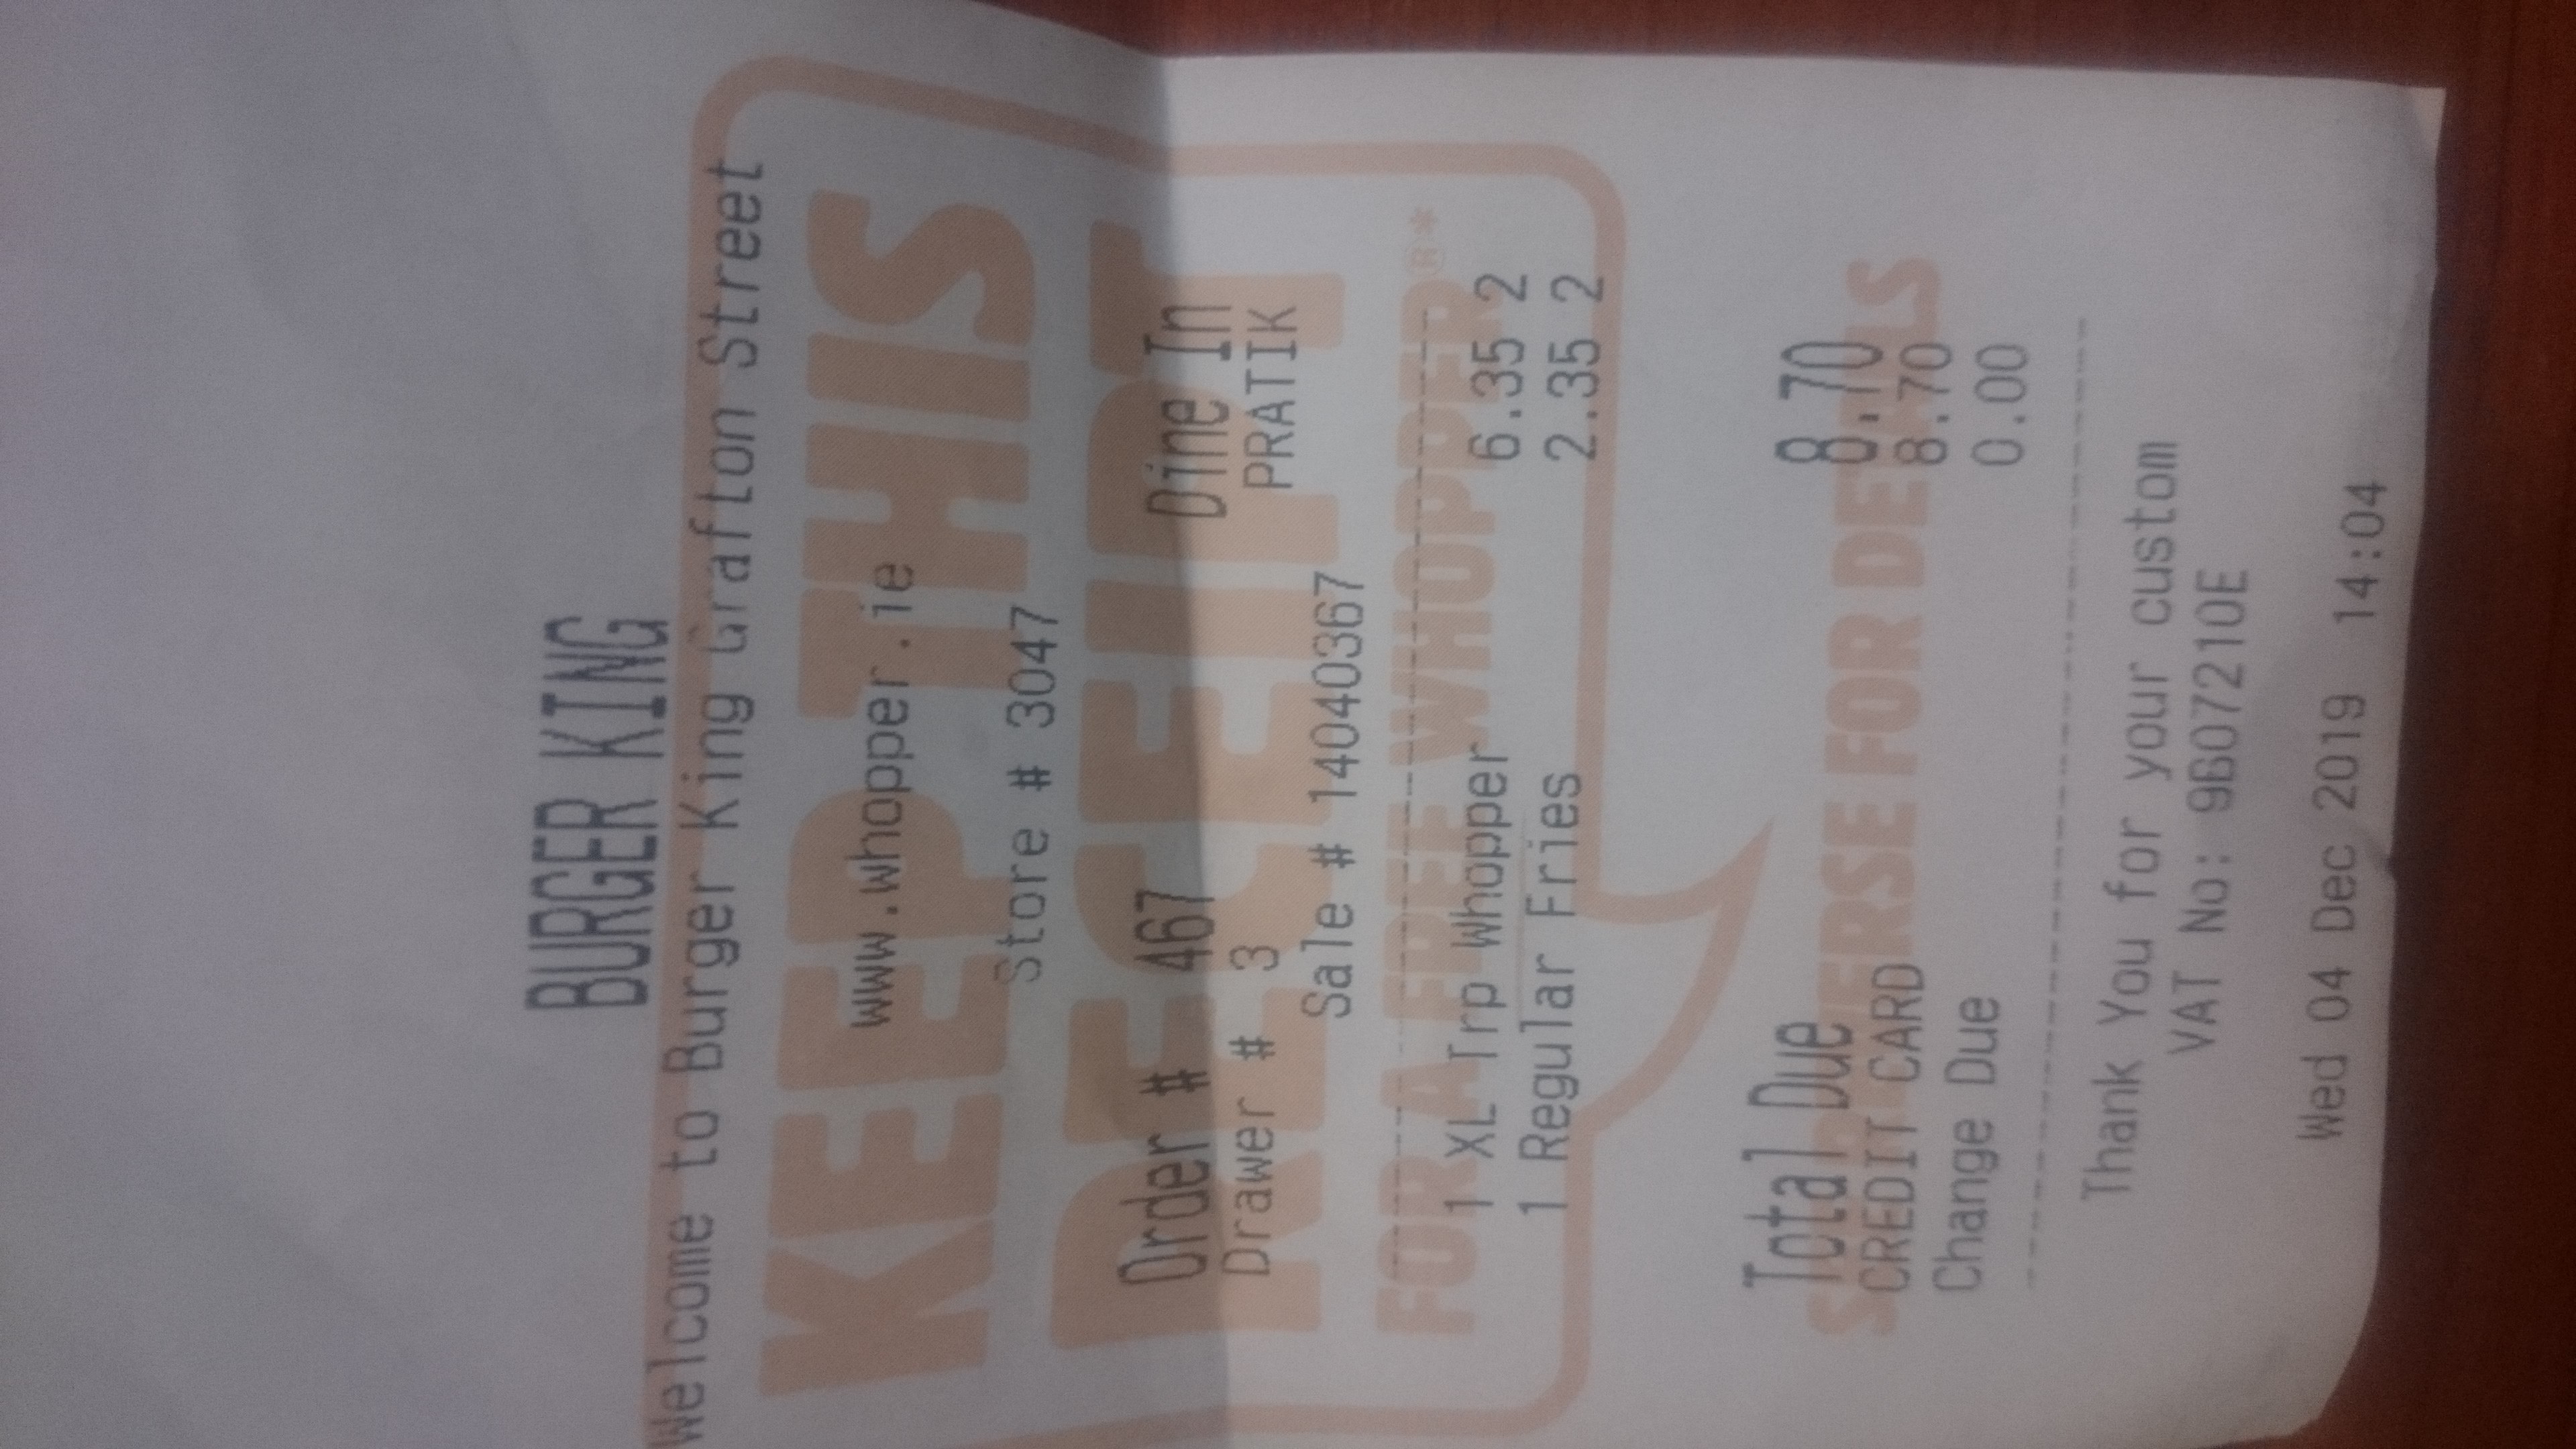 BURGER KING
Welcome to Burger King Grafton Street
www.whopper.ie
Store # 3047
Order # 467 Dine In
Drawer # 3 PRATIK
Sale # 14040367
1 XL Trp Whopper 6.35 2
1 Regular Fries 2.35 2
Total Due 8.70
CREDIT CARD 8.70
Change Due 0.00
Thank You for your custom
VAT No: 9B07210E
Wed 04 Dec 2019 14:04
KEEP THIS
RECEIPT
FOR A FREE WHOPPER®*
FOR DETAILS